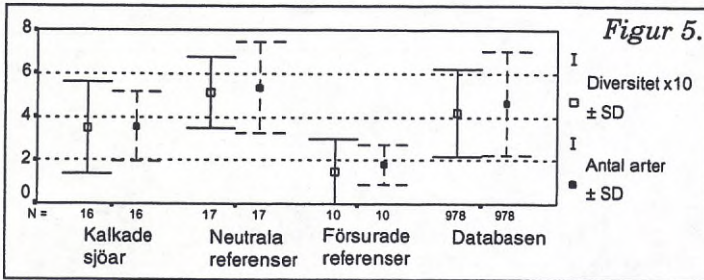 Figur 5.
8
6
4
2
0
N = 16 16 17 17 10 10 978 978
Kalkade sjöar
Neutrala referenser
Försurade referenser
Databasen
Diversitet x10
± SD
Antal arter
± SD